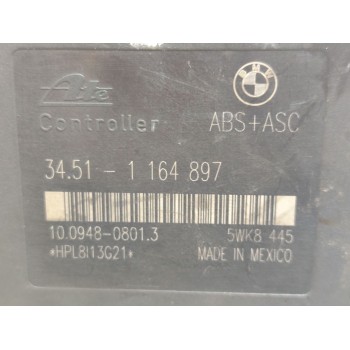 Ate
BMW
Controller
ABS+ASC
34.51 - 1 164 897
10.0948-0801.3
5WK8 445
*HPL8I13G21*
MADE IN MEXICO